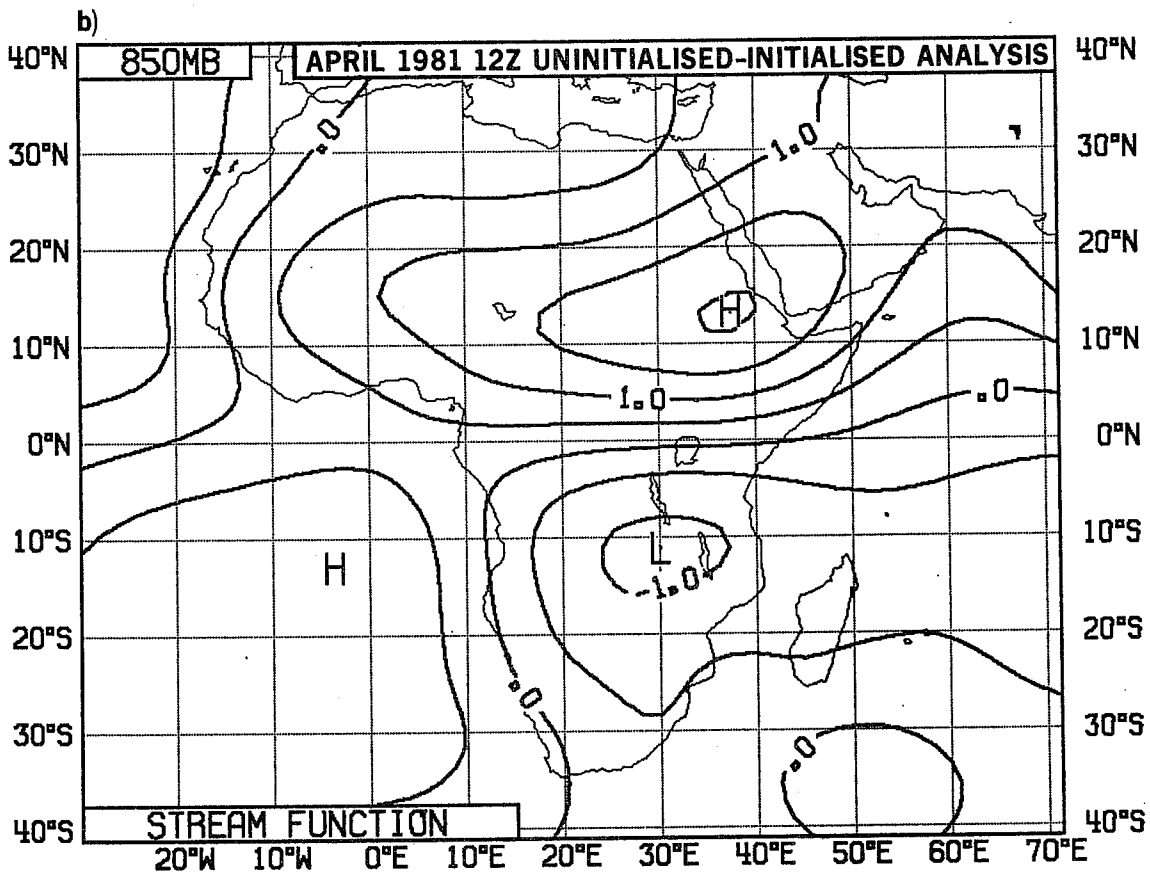 b)
850MB
APRIL 1981 12Z UNINITIALISED-INITIALISED ANALYSIS
40°N 40°N
.0 1.0
30°N 30°N
20°N 20°N
H
10°N 10°N
1.0 .0
0°N 0°N
10°S 10°S
H L
-1.0
20°S 20°S
.0
30°S 30°S
.0
STREAM FUNCTION
40°S 40°S
20°W 10°W 0°E 10°E 20°E 30°E 40°E 50°E 60°E 70°E